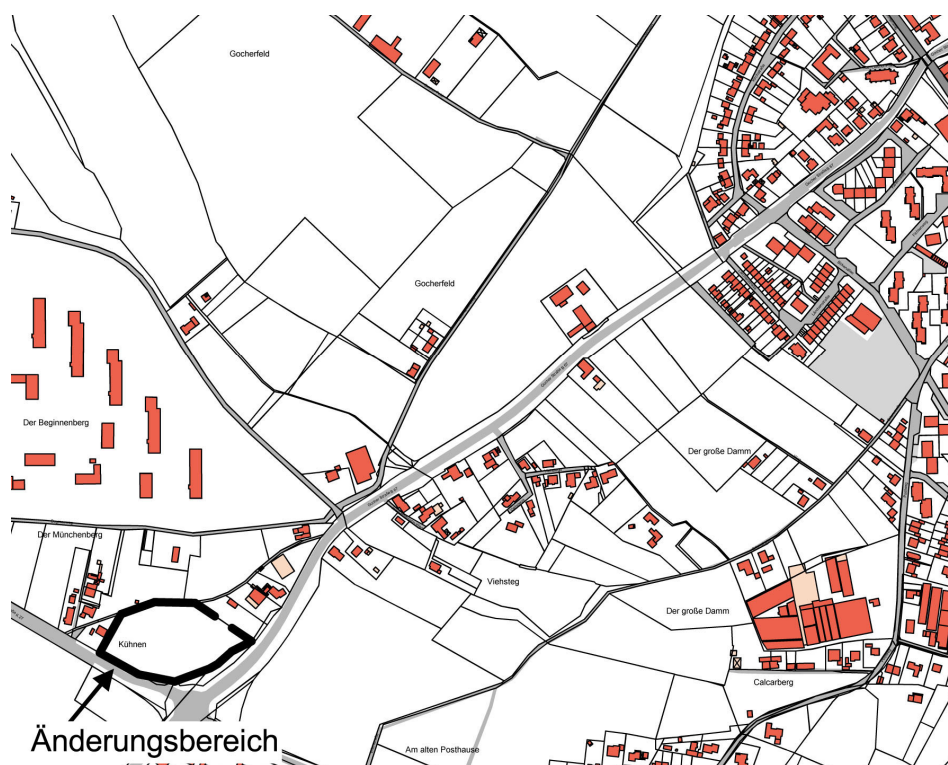 Gocherfeld
Gocherfeld
Der Beginnenberg
Der große Damm
Der Münchenberg
Viehsteg
Der große Damm
Kühnen
Calcarberg
Am alten Posthause
Änderungsbereich